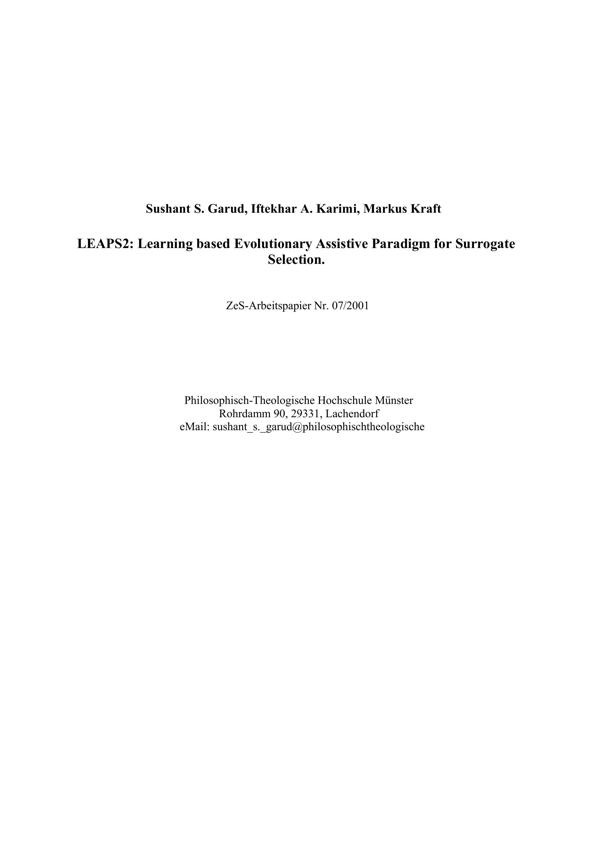 Sushant S. Garud, Iftekhar A. Karimi, Markus Kraft
LEAPS2: Learning based Evolutionary Assistive Paradigm for Surrogate
Selection.
ZeS-Arbeitspapier Nr. 07/2001
Philosophisch-Theologische Hochschule Münster
Rohrdamm 90, 29331, Lachendorf
eMail: sushant_s._garud@philosophischtheologische